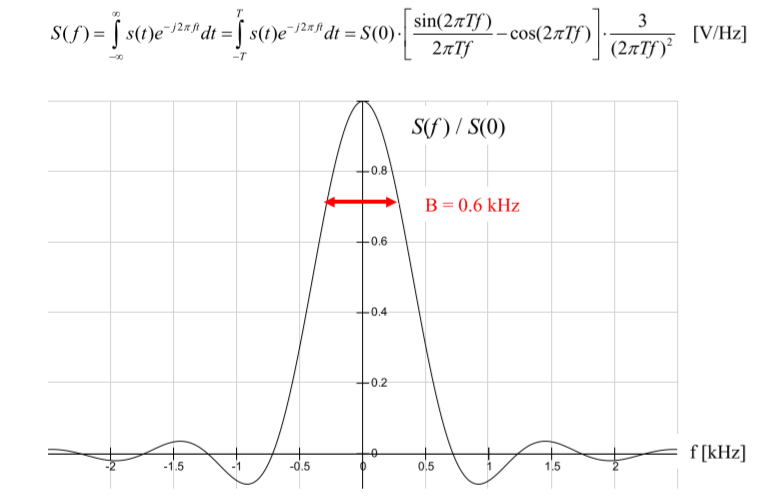 S(f) = ∫_{-∞}^{∞} s(t)e^{-j2πft}dt = ∫_{-T}^{T} s(t)e^{-j2πft}dt = S(0)·[sin(2πTf)/2πTf − cos(2πTf)]·3/(2πTf)² [V/Hz]
S(f) / S(0)
0.8
B = 0.6 kHz
0.6
0.4
0.2
0 f [kHz]
-2 -1.5 -1 -0.5 0 0.5 1 1.5 2